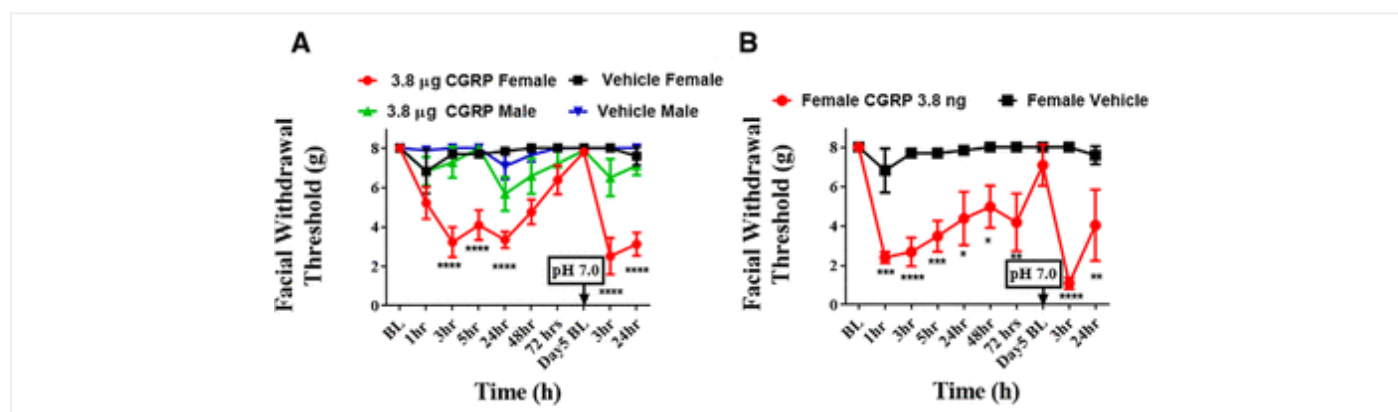 A
3.8 μg CGRP Female
Vehicle Female
3.8 μg CGRP Male
Vehicle Male
Facial Withdrawal
Threshold (g)
8
6
4
2
0
****
****
****
pH 7.0
****
****
BL
1hr
3hr
5hr
24hr
48hr
72 hrs
Day5 BL
3hr
24hr
Time (h)
B
Female CGRP 3.8 ng
Female Vehicle
Facial Withdrawal
Threshold (g)
8
6
4
2
0
***
****
***
*
*
**
pH 7.0
****
**
BL
1hr
3hr
5hr
24hr
48hr
72 hrs
Day5 BL
3hr
24hr
Time (h)